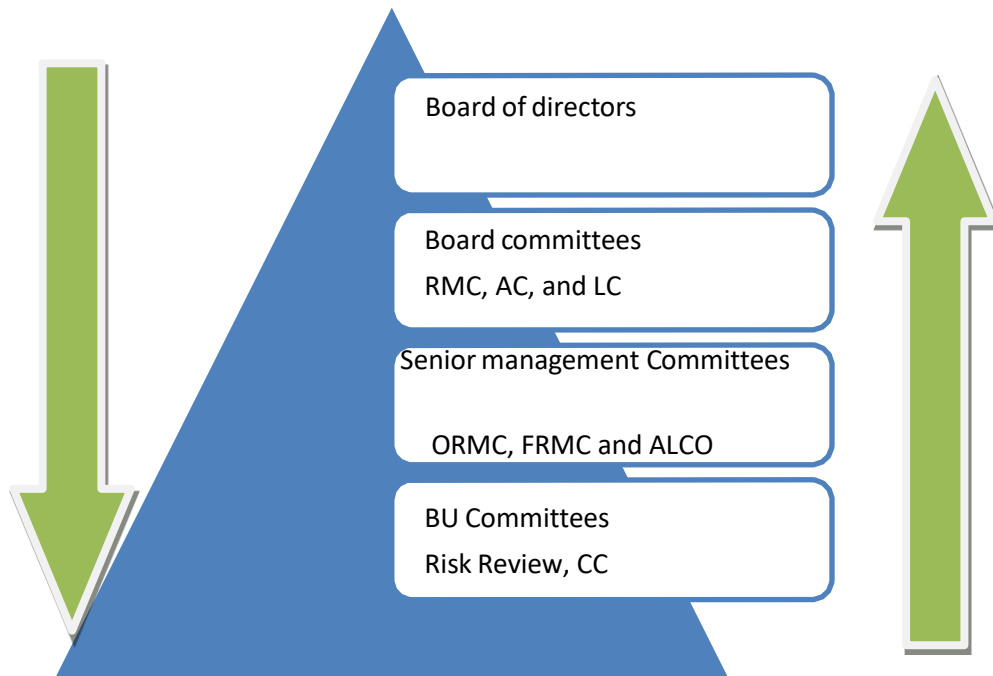 Board of directors
Board committees
RMC, AC, and LC
Senior management Committees
ORMC, FRMC and ALCO
BU Committees
Risk Review, CC